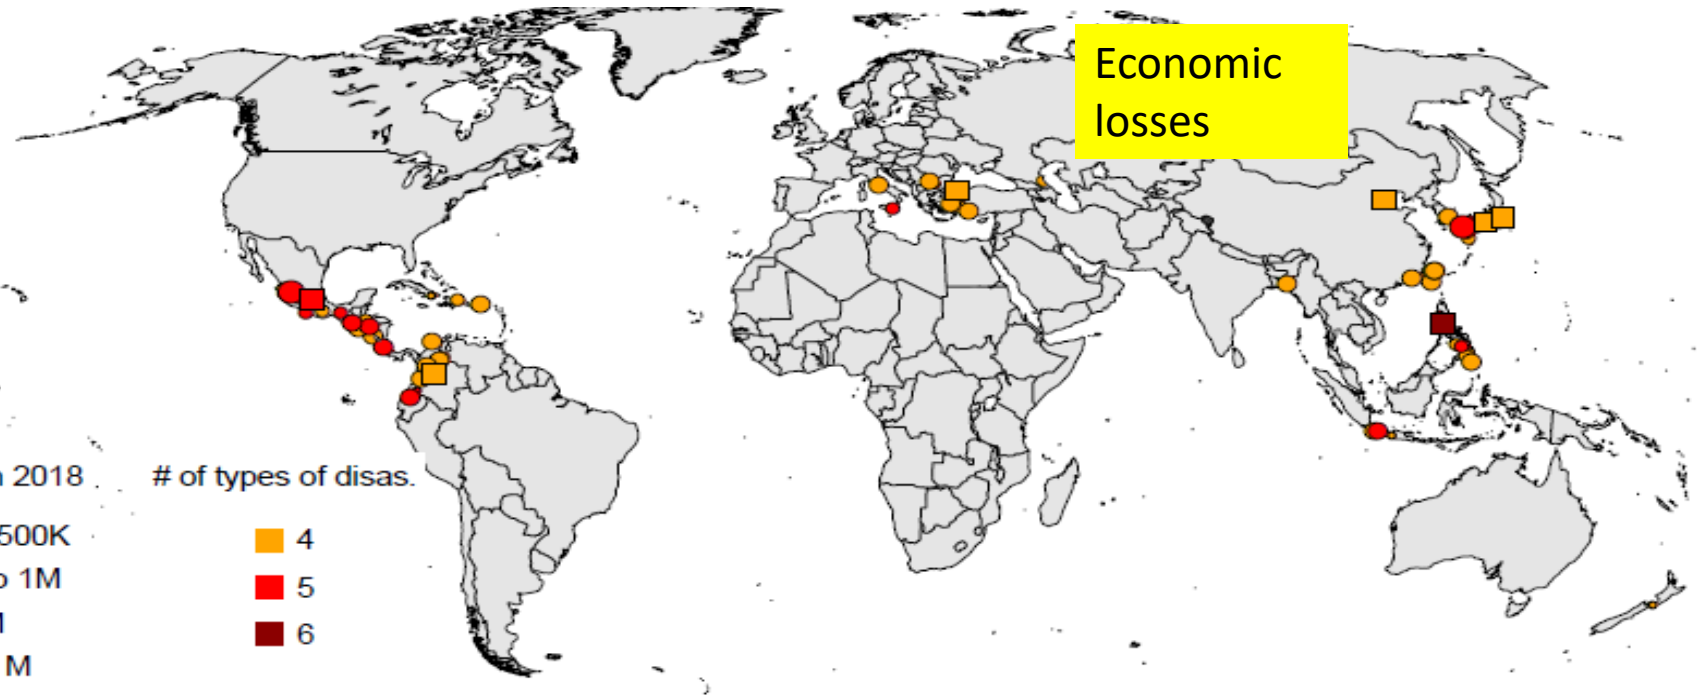 Economic
losses
2018
# of types of disas.
500K
4
1M
5
6
M